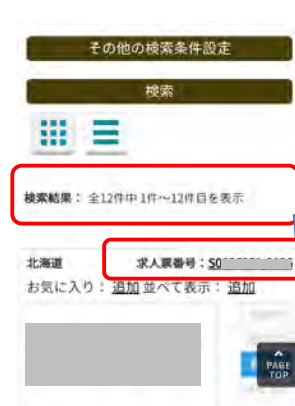 その他の検索条件設定
検索
検索結果： 全12件中 1件～12件目を表示
北海道 求人票番号：
お気に入り： 追加 並べて表示： 追加
PAGE
TOP